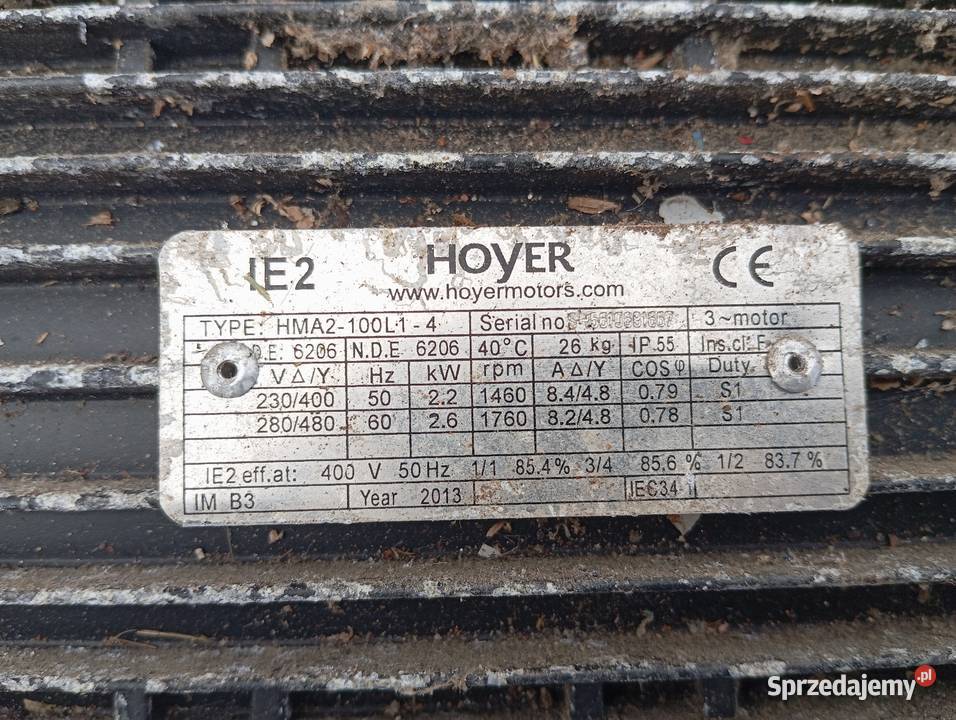 IE2 HOYER CE
www.hoyermotors.com
TYPE: HMA2-100L1-4 Serial no 3~motor
D.E: 6206 N.D.E 6206 40°C 26 kg IP 55 Ins.cl: F
V Δ/Y Hz kW rpm A Δ/Y COS φ Duty
230/400 50 2.2 1460 8.4/4.8 0.79 S1
280/480 60 2.6 1760 8.2/4.8 0.78 S1
IE2 eff.at: 400 V 50Hz 1/1 85.4% 3/4 85.6 % 1/2 83.7 %
IM B3 Year 2013 IEC34-1
Sprzedajemy.pl